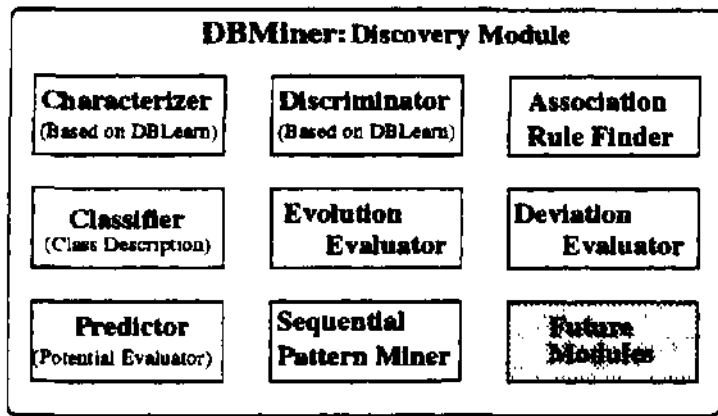 DBMiner: Discovery Module
Characterizer
(Based on DBLearn)
Discriminator
(Based on DBLearn)
Association
Rule Finder
Classifier
(Class Description)
Evolution
Evaluator
Deviation
Evaluator
Predictor
(Potential Evaluator)
Sequential
Pattern Miner
Future
Modules